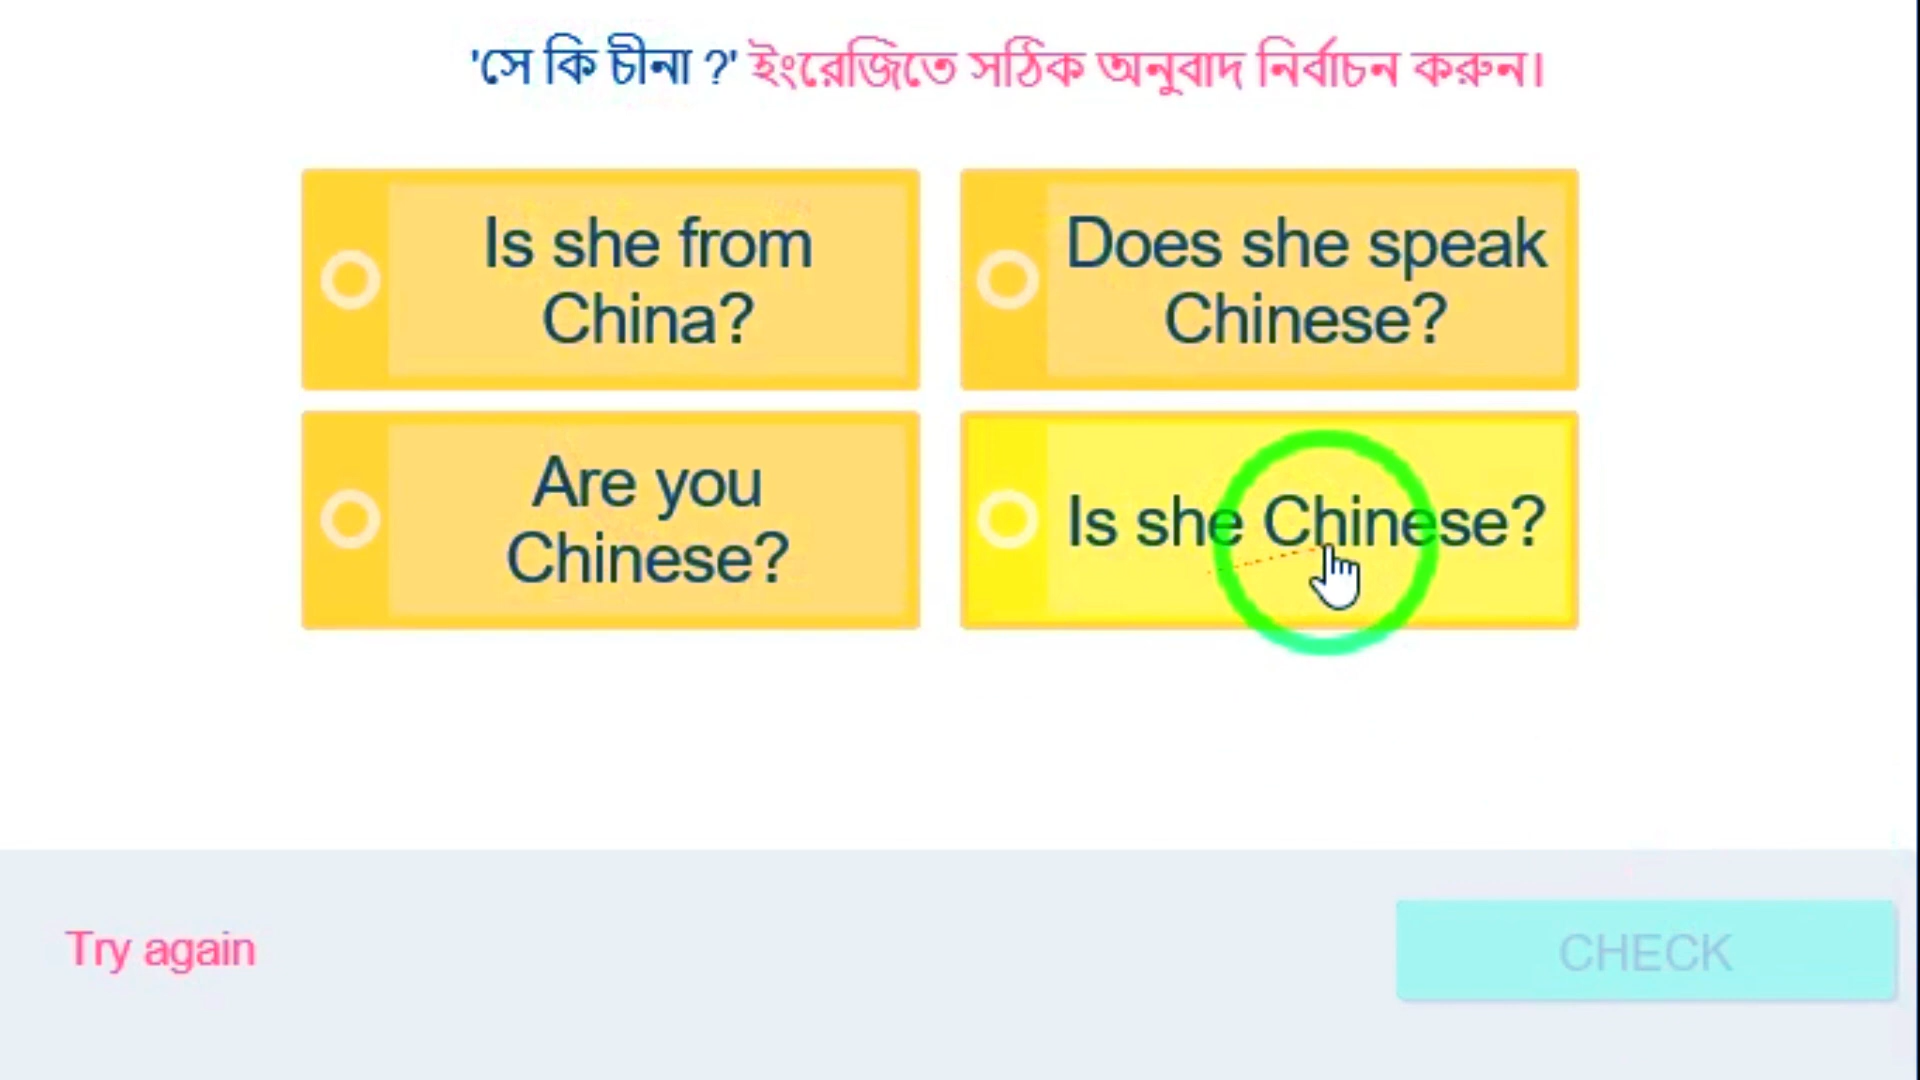 'সে কি চীনা ?' ইংরেজিতে সঠিক অনুবাদ নির্বাচন করুন।
Is she from
China?
Does she speak
Chinese?
Are you
Chinese?
Is she Chinese?
Try again
CHECK